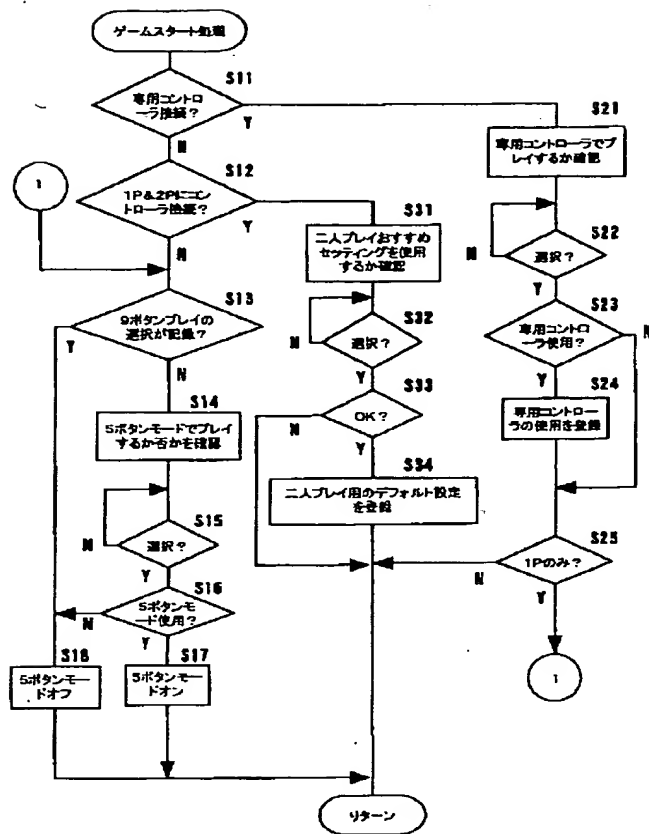 ゲームスタート処理
S11
専用コントロ
ーラ接続?
Y
N
S12
1P&2Pにコン
トローラ接続?
Y
N
1
S13
9ボタンプレイの
選択が記録?
Y
N
S14
5ボタンモードでプレイ
するか否かを確認
S15
選択?
N
Y
S16
5ボタンモ
ード使用?
N
Y
S17
5ボタンモー
ドオン
S18
5ボタンモー
ドオフ
S31
二人プレイおすすめ
セッティングを使用
するか確認
S32
選択?
N
Y
S33
OK?
N
Y
S34
二人プレイ用のデフォルト設定
を登録
S21
専用コントローラでプ
レイするか確認
S22
選択?
N
Y
S23
専用コントロ
ーラ使用?
N
Y
S24
専用コントロー
ラの使用を登録
S25
1Pのみ?
N
Y
1
リターン